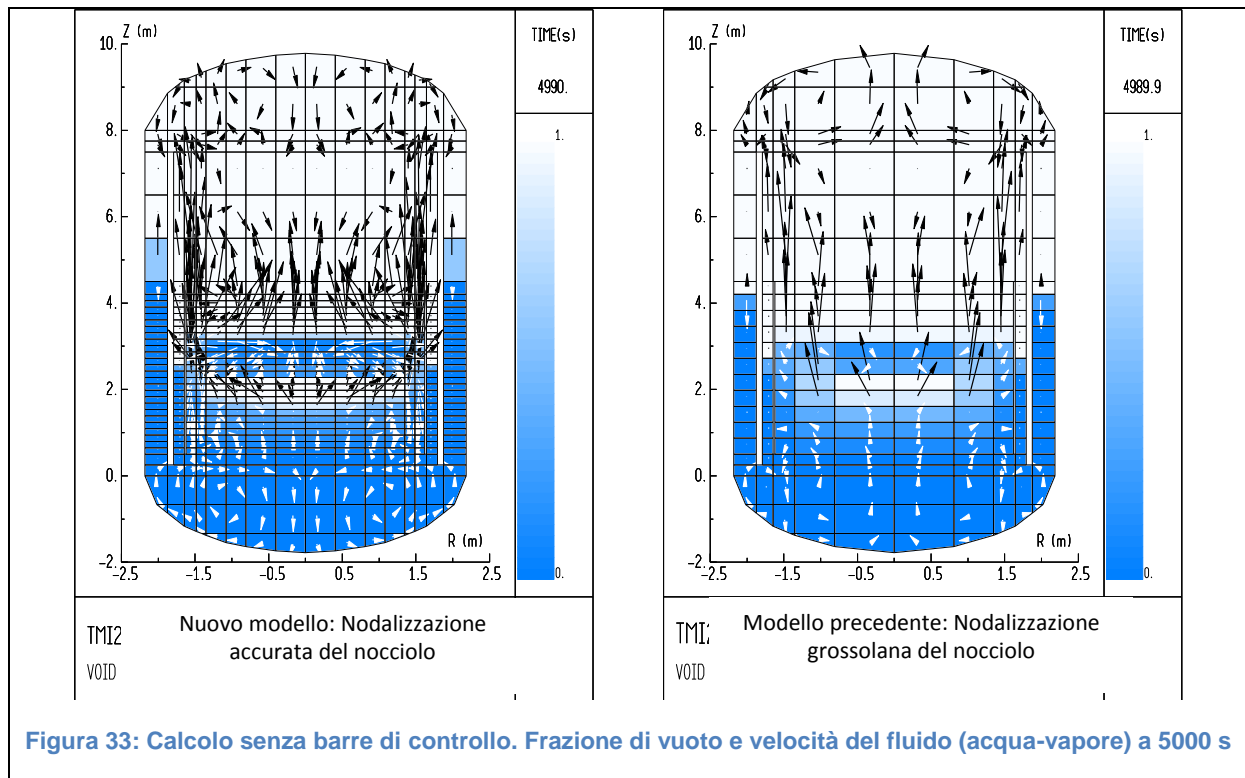 Z (m)
10.
8.
6.
4.
2.
0.
-2.
-2.5
-1.5
-0.5
0.5
1.5
2.5
R (m)
TIME(s)
4990.
1.
0.
TMI2
VOID
Nuovo modello: Nodalizzazione
accurata del nocciolo
Z (m)
10.
8.
6.
4.
2.
0.
-2.
-2.5
-1.5
-0.5
0.5
1.5
2.5
R (m)
TIME(s)
4989.9
1.
0.
TMI
VOID
Modello precedente: Nodalizzazione
grossolana del nocciolo
Figura 33: Calcolo senza barre di controllo. Frazione di vuoto e velocità del fluido (acqua-vapore) a 5000 s